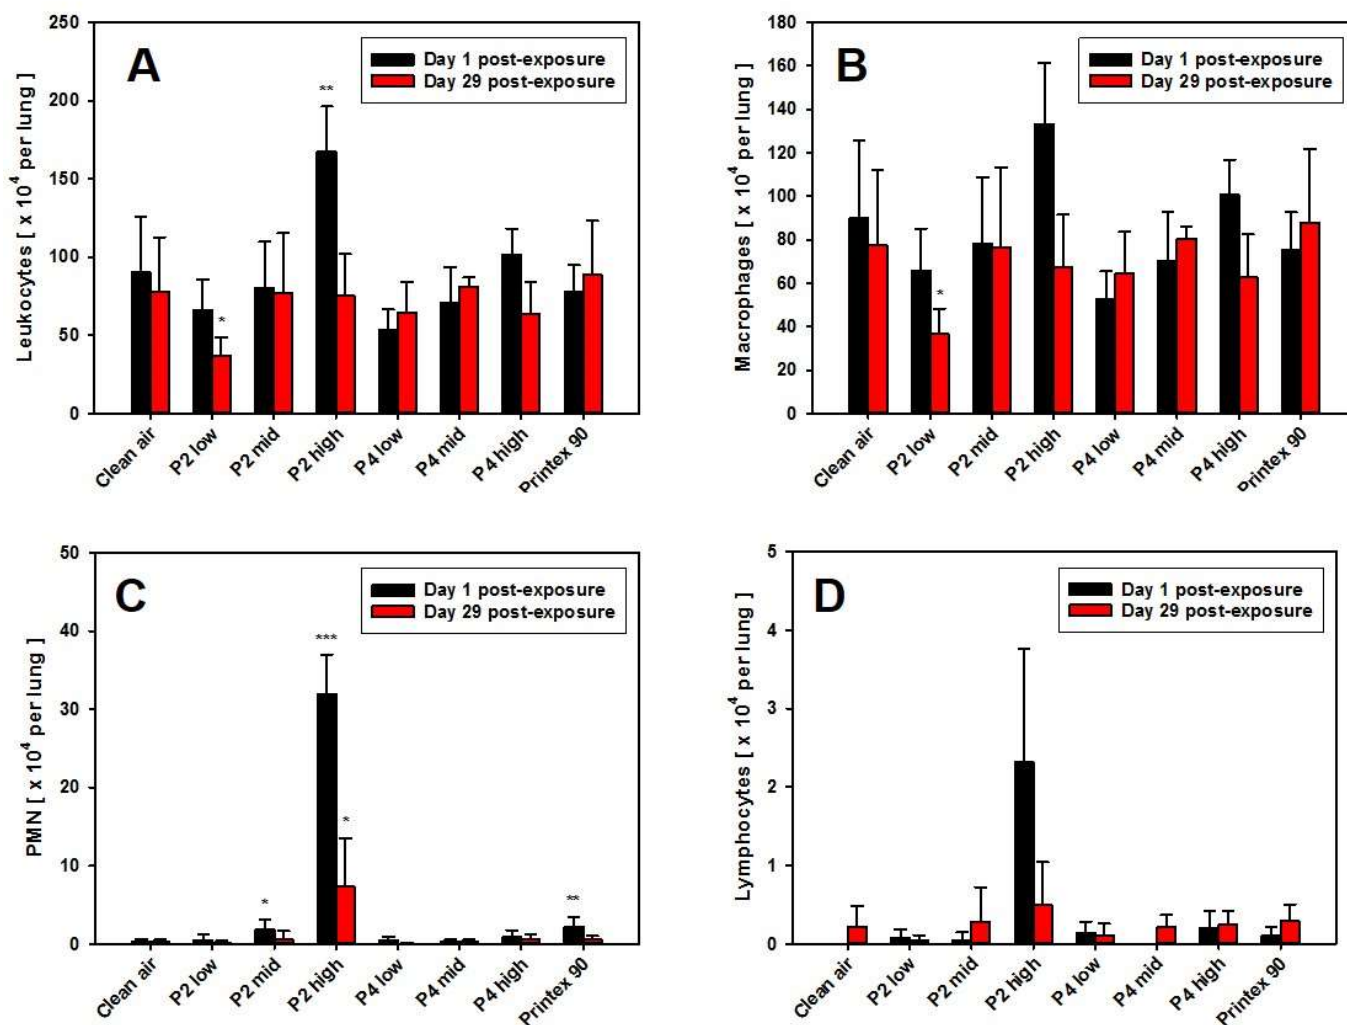 A
Leukocytes [ x 10⁴ per lung ]
250
200
150
100
50
0
Day 1 post-exposure
Day 29 post-exposure
*
**
Clean air
P2 low
P2 mid
P2 high
P4 low
P4 mid
P4 high
Printex 90
B
Macrophages [ x 10⁴ per lung ]
180
160
140
120
100
80
60
40
20
0
Day 1 post-exposure
Day 29 post-exposure
*
Clean air
P2 low
P2 mid
P2 high
P4 low
P4 mid
P4 high
Printex 90
C
PMN [ x 10⁴ per lung ]
50
40
30
20
10
0
Day 1 post-exposure
Day 29 post-exposure
*
***
*
**
Clean air
P2 low
P2 mid
P2 high
P4 low
P4 mid
P4 high
Printex 90
D
Lymphocytes [ x 10⁴ per lung ]
5
4
3
2
1
0
Day 1 post-exposure
Day 29 post-exposure
Clean air
P2 low
P2 mid
P2 high
P4 low
P4 mid
P4 high
Printex 90